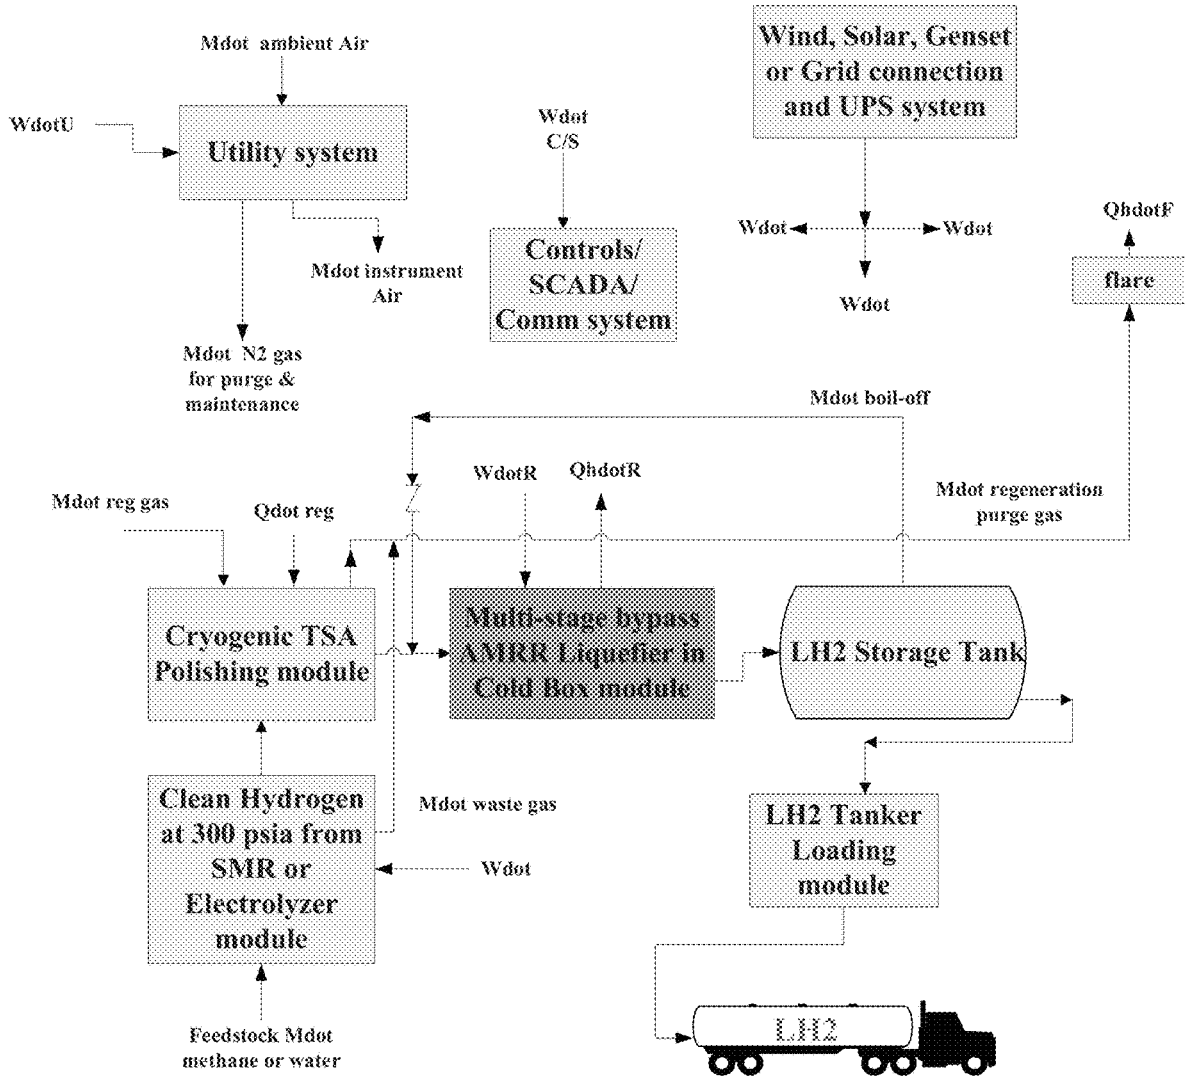 Mdot ambient Air
WdotU
Utility system
Mdot instrument
Air
Mdot N2 gas
for purge &
maintenance
Wdot
C/S
Controls/
SCADA/
Comm system
Wind, Solar, Genset
or Grid connection
and UPS system
Wdot
Wdot
Wdot
QhdotF
flare
Mdot boil-off
Mdot reg gas
Qdot reg
WdotR
QhdotR
Mdot regeneration
purge gas
Cryogenic TSA
Polishing module
Multi-stage bypass
AMRR Liquefier in
Cold Box module
LH2 Storage Tank
Clean Hydrogen
at 300 psia from
SMR or
Electrolyzer
module
Mdot waste gas
Wdot
LH2 Tanker
Loading
module
Feedstock Mdot
methane or water
LH2